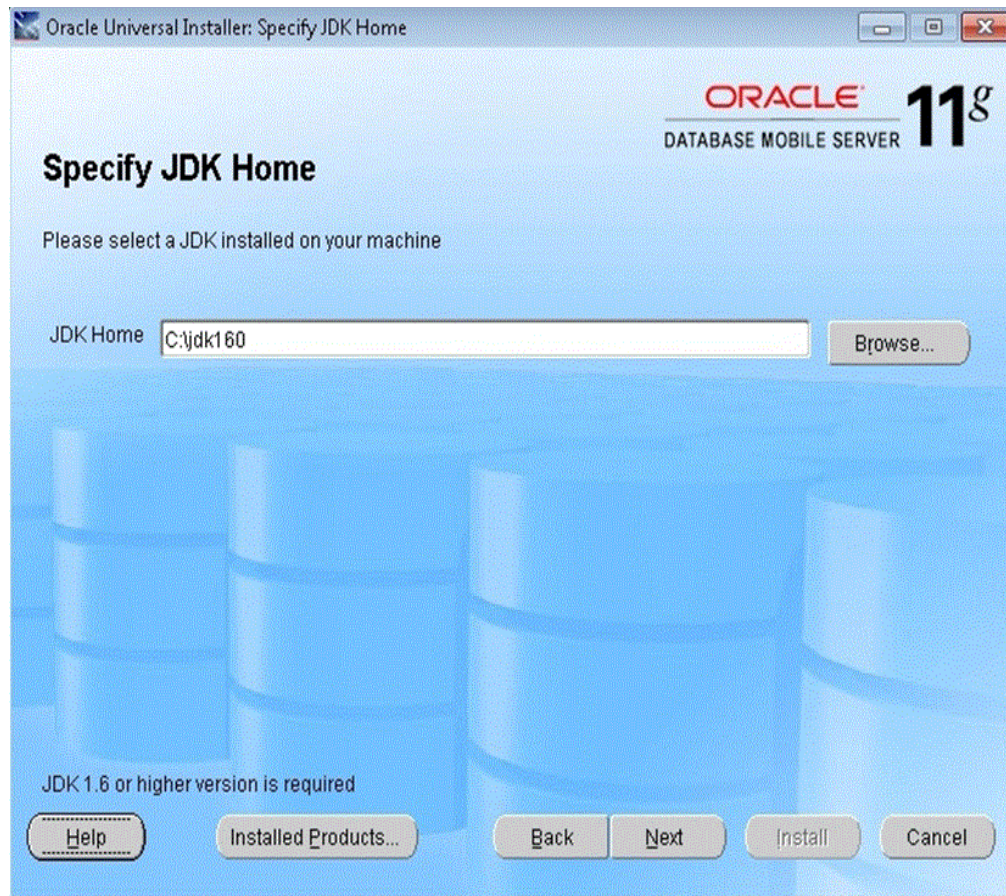 Oracle Universal Installer: Specify JDK Home
ORACLE 11g
DATABASE MOBILE SERVER
Specify JDK Home
Please select a JDK installed on your machine
JDK Home C:\jdk160 Browse...
JDK 1.6 or higher version is required
Help Installed Products... Back Next Install Cancel